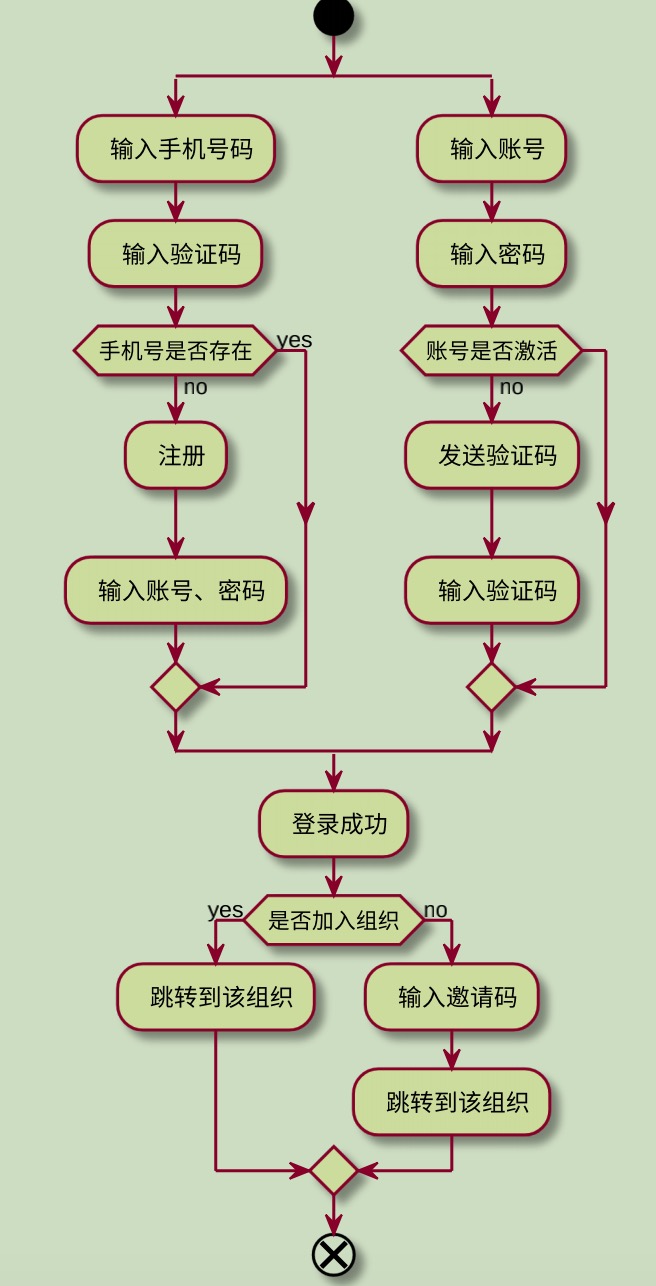 输入手机号码
输入账号
输入验证码
输入密码
手机号是否存在
yes
账号是否激活
no
no
注册
发送验证码
输入账号、密码
输入验证码
登录成功
yes
是否加入组织
no
跳转到该组织
输入邀请码
跳转到该组织